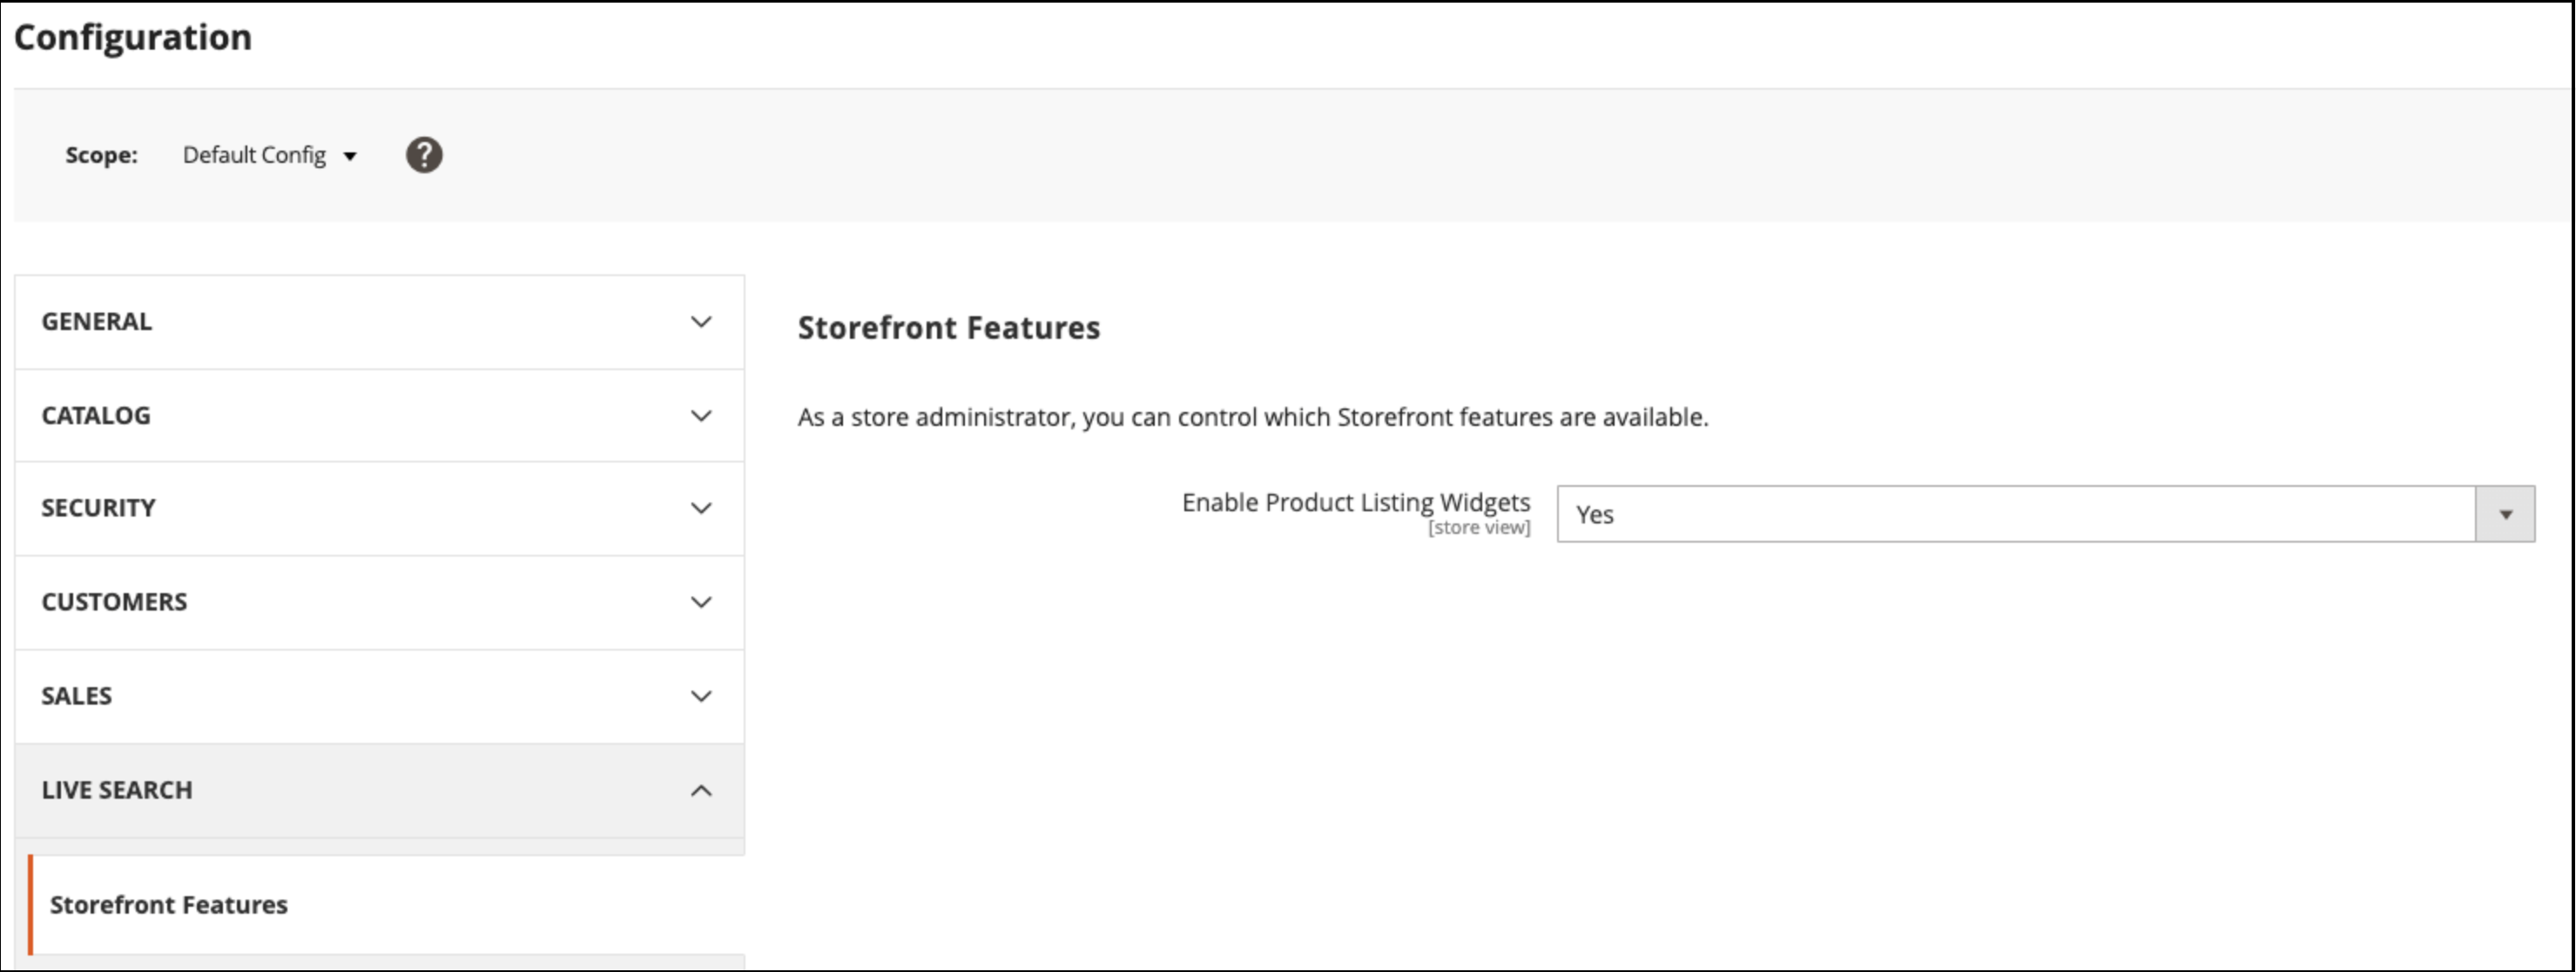 Configuration
Scope: Default Config ?
GENERAL
CATALOG
SECURITY
CUSTOMERS
SALES
LIVE SEARCH
Storefront Features
Storefront Features
As a store administrator, you can control which Storefront features are available.
Enable Product Listing Widgets
[store view]
Yes